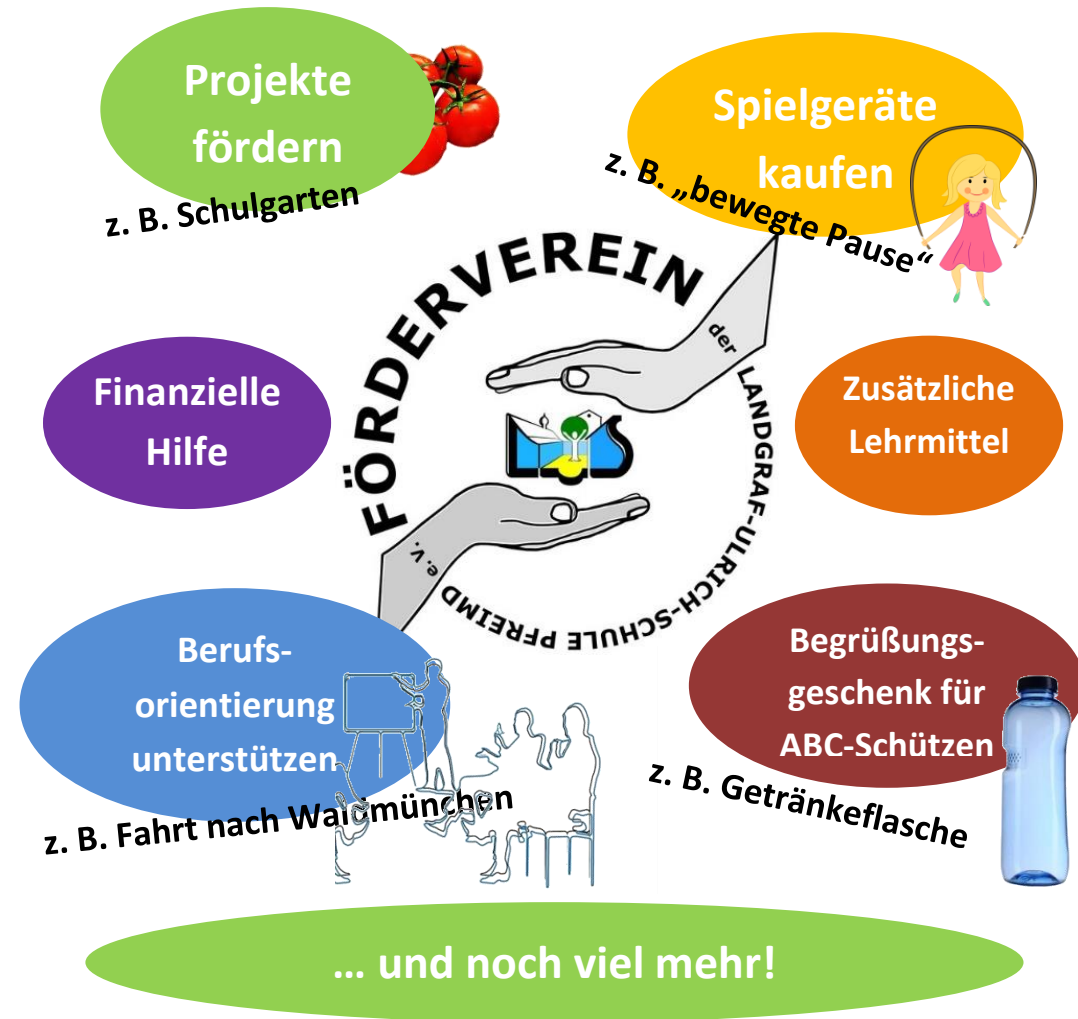 Projekte
fördern
z. B. Schulgarten
Spielgeräte
kaufen
z. B. „bewegte Pause“
FÖRDERVEREIN
der LANDGRAF-ULRICH-SCHULE PFREIMD
e.V.
LUS
Finanzielle
Hilfe
Zusätzliche
Lehrmittel
Berufs-
orientierung
unterstützen
z. B. Fahrt nach Waldmünchen
Begrüßungs-
geschenk für
ABC-Schützen
z. B. Getränkeflasche
... und noch viel mehr!